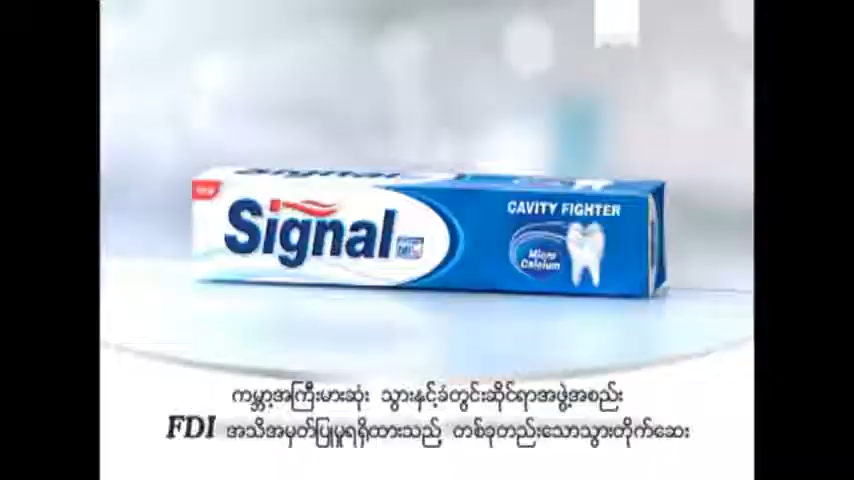 Signal
CAVITY FIGHTER
Micro
Calcium
ကမ္ဘာ့အကြီးမားဆုံး သွားနှင့်ခံတွင်းဆိုင်ရာအဖွဲ့အစည်း
FDI အသိအမှတ်ပြုမှုရရှိထားသည့် တစ်ခုတည်းသောသွားတိုက်ဆေး